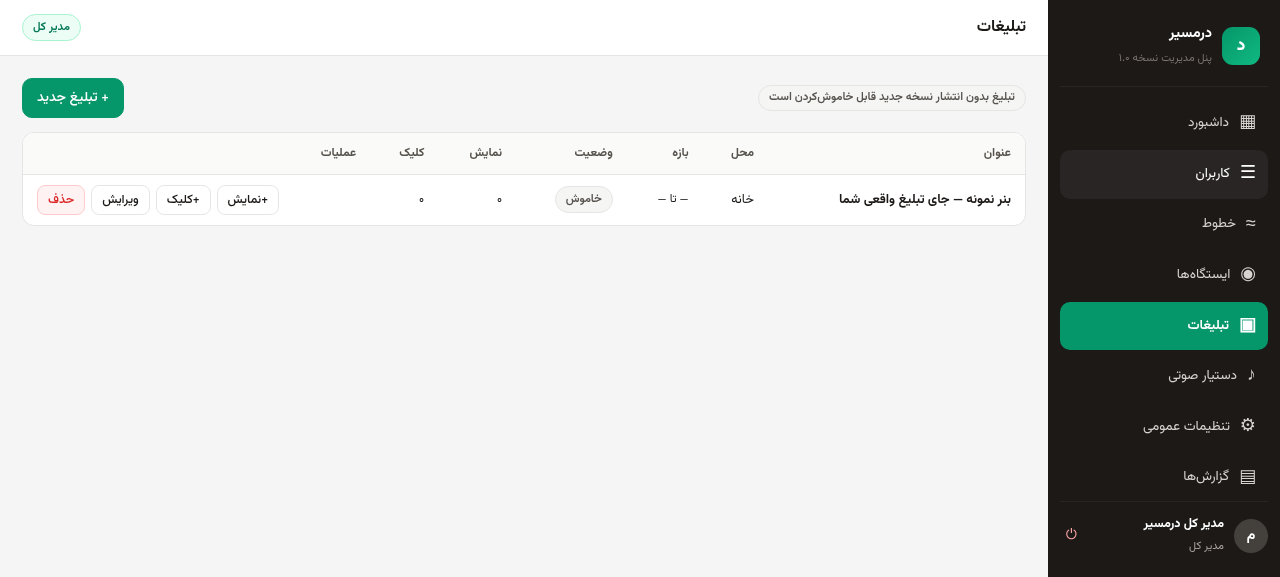 د
درمسیر
پنل مدیریت نسخه ۱.۰
داشبورد
کاربران
خطوط
ایستگاه‌ها
تبلیغات
دستیار صوتی
تنظیمات عمومی
گزارش‌ها
م
مدیر کل درمسیر
مدیر کل
تبلیغات
مدیر کل
تبلیغ بدون انتشار نسخه جدید قابل خاموش‌کردن است
+ تبلیغ جدید
عنوان محل بازه وضعیت نمایش کلیک عملیات
بنر نمونه — جای تبلیغ واقعی شما خانه — تا — خاموش ۰ ۰ +نمایش +کلیک ویرایش حذف